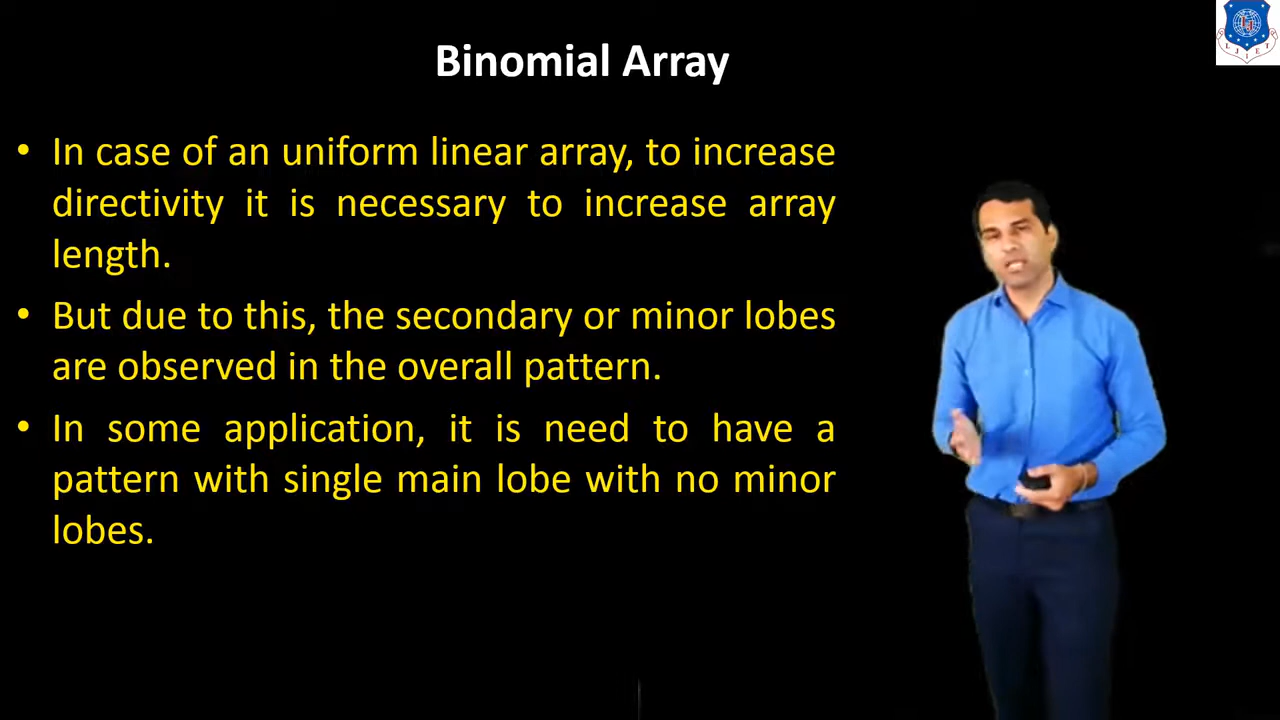 Binomial Array
• In case of an uniform linear array, to increase
directivity it is necessary to increase array
length.
• But due to this, the secondary or minor lobes
are observed in the overall pattern.
• In some application, it is need to have a
pattern with single main lobe with no minor
lobes.
LJIET